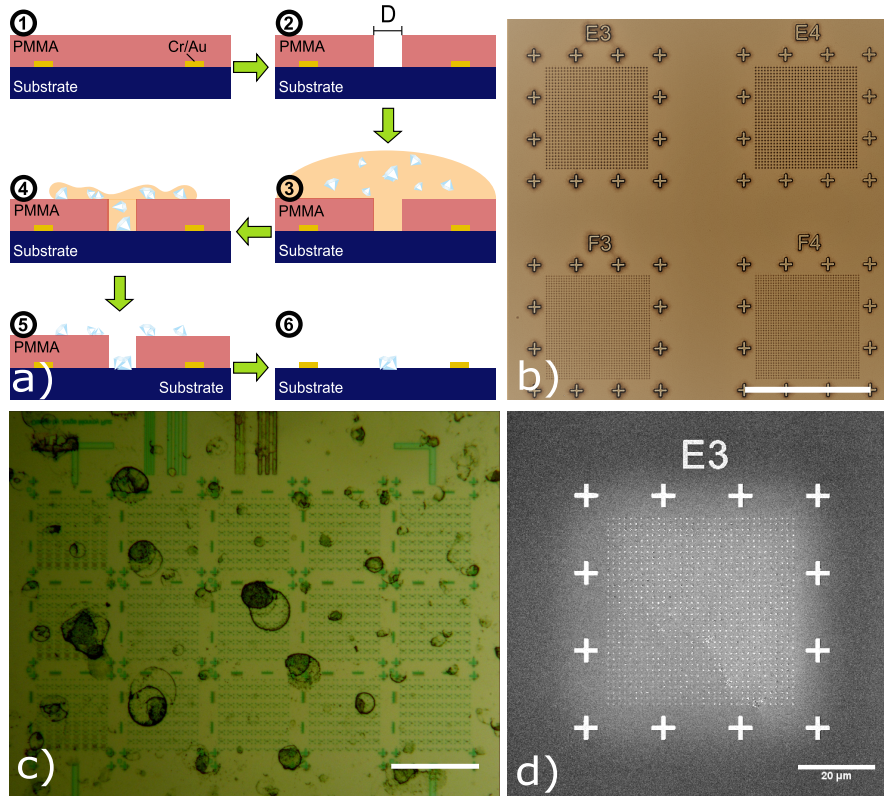 1
PMMA
Cr/Au
Substrate
2
D
PMMA
Substrate
4
PMMA
Substrate
3
PMMA
Substrate
5
PMMA
Substrate
6
a)
E3
E4
F3
F4
b)
c)
E3
20 µm
d)